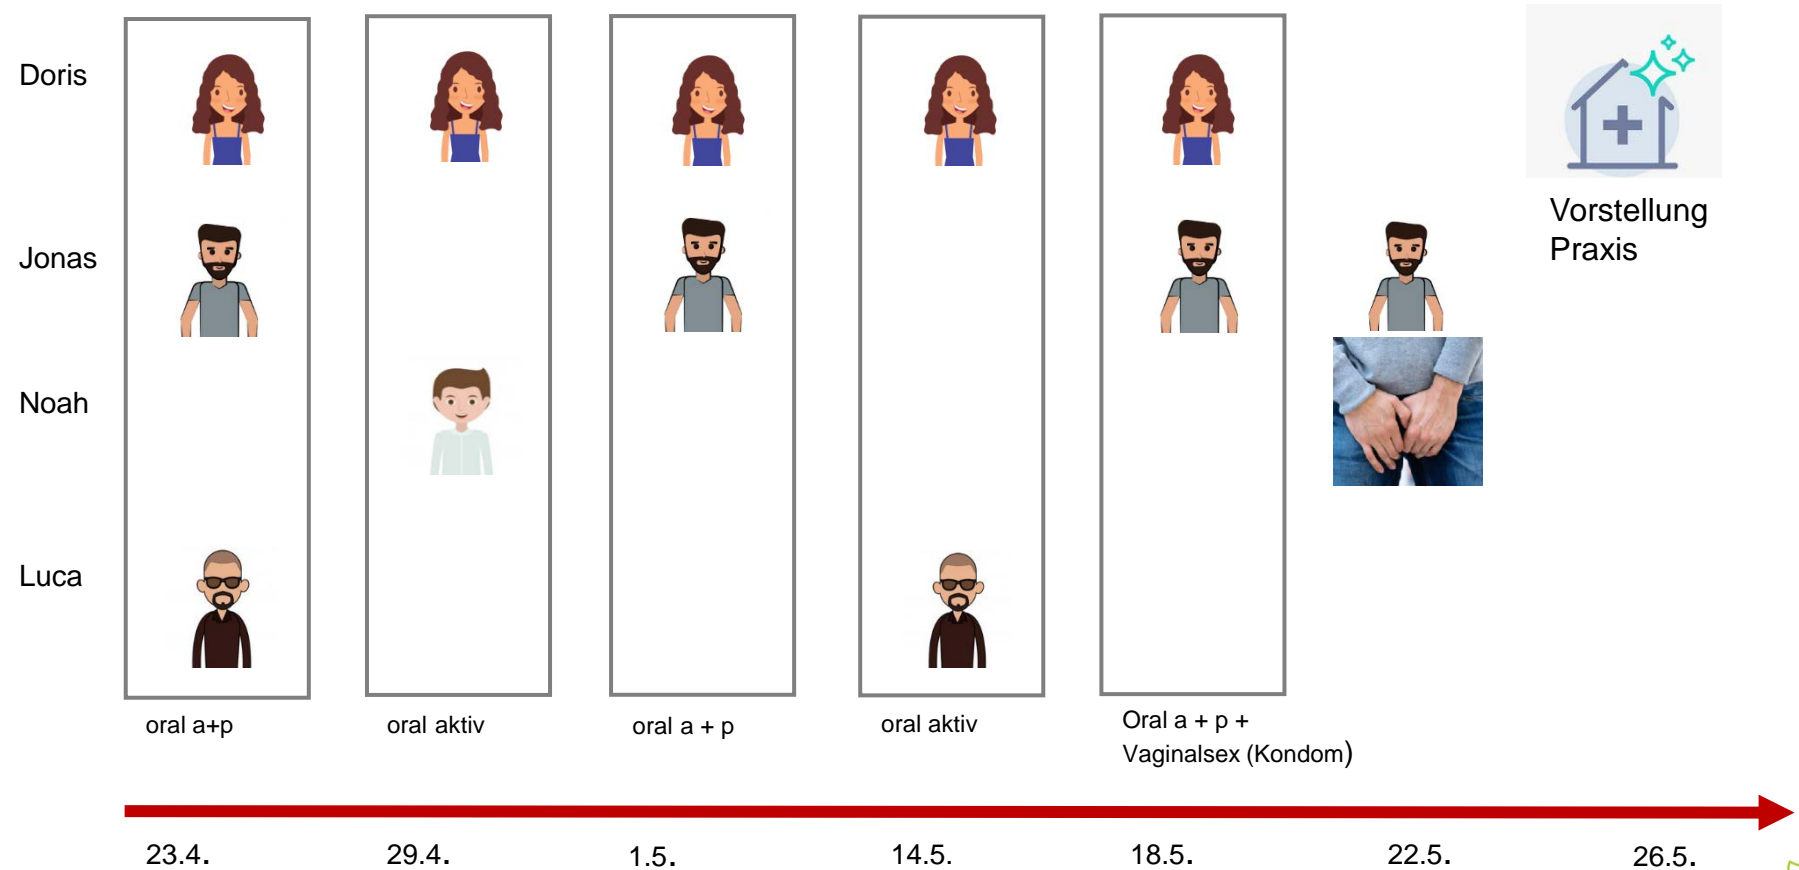 Doris
Vorstellung
Praxis
Jonas
Noah
Luca
oral a+p
oral aktiv
oral a + p
oral aktiv
Oral a + p +
Vaginalsex (Kondom)
23.4.
29.4.
1.5.
14.5.
18.5.
22.5.
26.5.